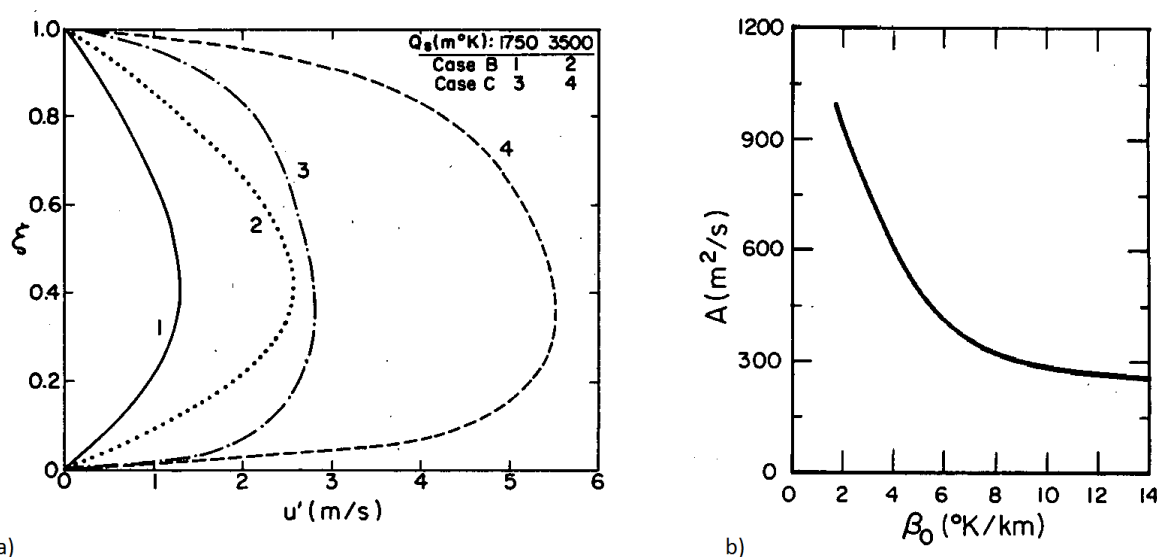 1.0
0.8
0.6
0.4
0.2
0
ξ
0 1 2 3 4 5 6
u' (m/s)
Qs(m°K): 1750 3500
Case B 1 2
Case C 3 4
1
2
3
4
a)
1200
900
600
300
0
A (m²/s)
0 2 4 6 8 10 12 14
β₀ (°K/km)
b)